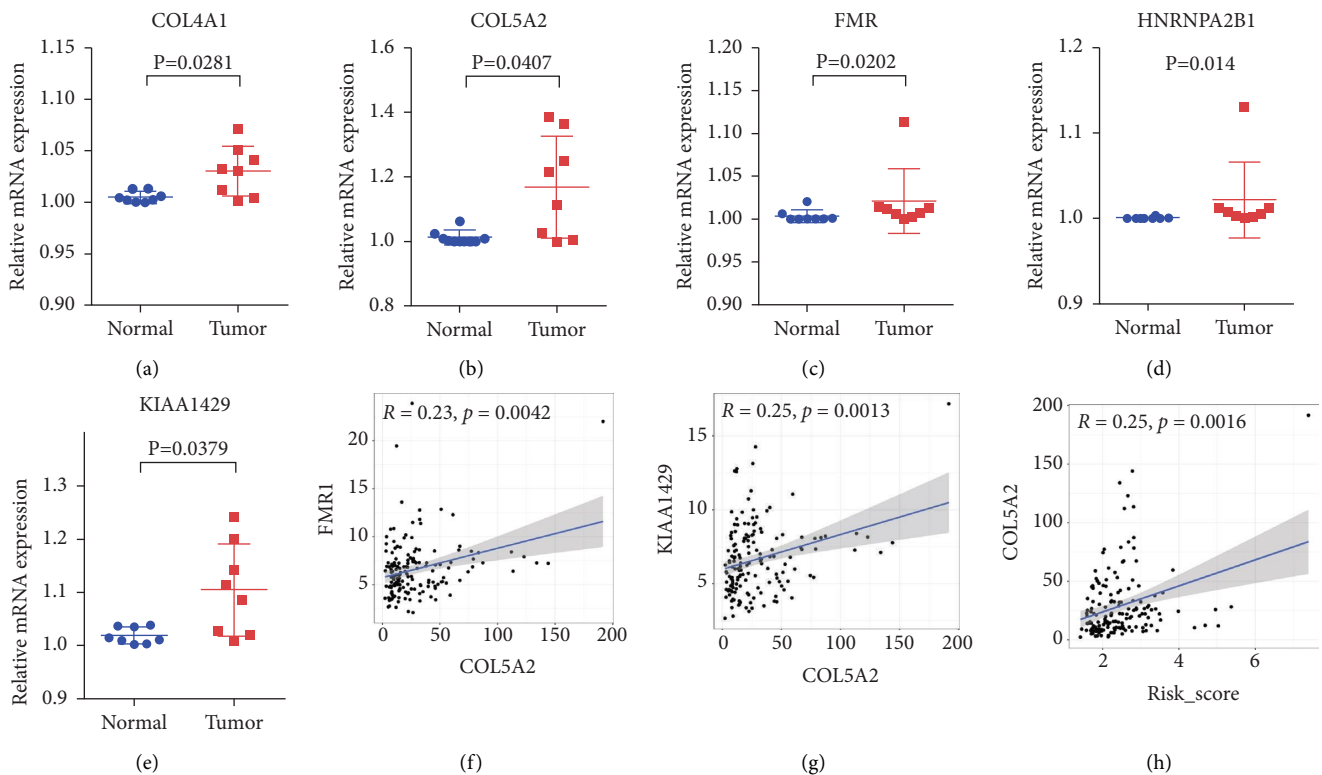 COL4A1
Relative mRNA expression
1.15
1.10
1.05
1.00
0.95
0.90
P=0.0281
Normal Tumor
(a)
COL5A2
Relative mRNA expression
1.6
1.4
1.2
1.0
0.8
P=0.0407
Normal Tumor
(b)
FMR
Relative mRNA expression
1.20
1.15
1.10
1.05
1.00
0.95
0.90
P=0.0202
Normal Tumor
(c)
HNRNPA2B1
Relative mRNA expression
1.2
1.1
1.0
0.9
P=0.014
Normal Tumor
(d)
KIAA1429
Relative mRNA expression
1.3
1.2
1.1
1.0
0.9
P=0.0379
Normal Tumor
(e)
R = 0.23, p = 0.0042
FMR1
20
15
10
5
0 50 100 150 200
COL5A2
(f)
R = 0.25, p = 0.0013
KIAA1429
15
10
5
0 50 100 150 200
COL5A2
(g)
R = 0.25, p = 0.0016
COL5A2
200
150
100
50
0
2 4 6
Risk_score
(h)